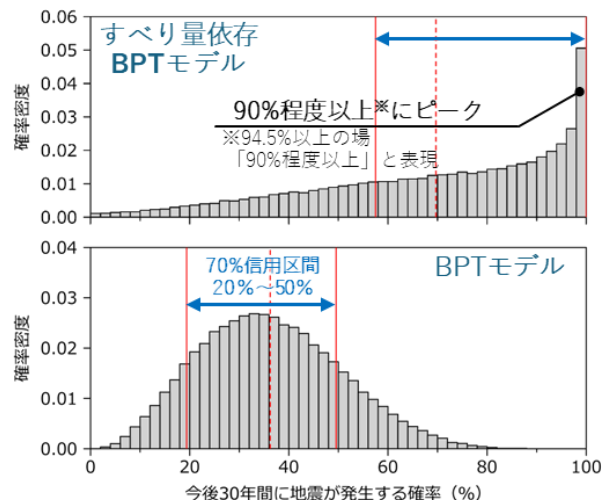 0.06
0.05
0.04
0.03
0.02
0.01
0.00
確率密度
すべり量依存
BPTモデル
90%程度以上※にピーク
※94.5%以上の場
「90%程度以上」と表現
0.04
0.03
0.02
0.01
0.00
確率密度
70%信用区間
20%～50%
BPTモデル
0 20 40 60 80 100
今後30年間に地震が発生する確率（%）